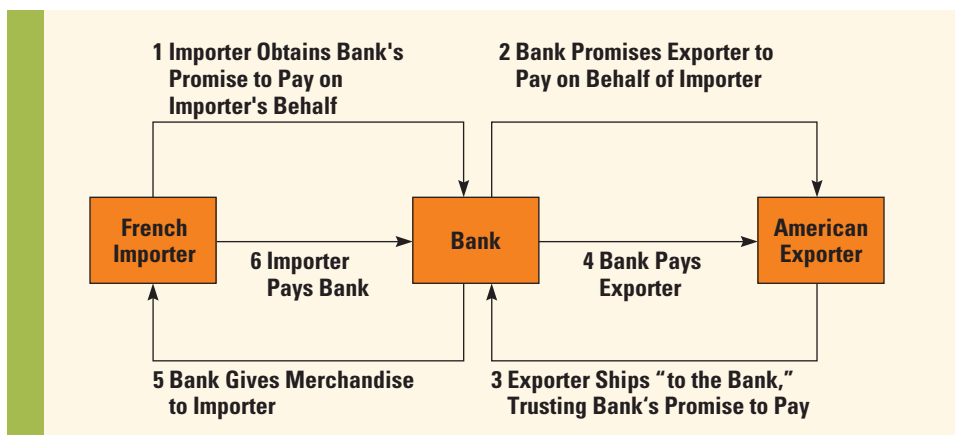 1 Importer Obtains Bank's
Promise to Pay on
Importer's Behalf
2 Bank Promises Exporter to
Pay on Behalf of Importer
French
Importer
Bank
American
Exporter
6 Importer
Pays Bank
4 Bank Pays
Exporter
5 Bank Gives Merchandise
to Importer
3 Exporter Ships “to the Bank,”
Trusting Bank‘s Promise to Pay